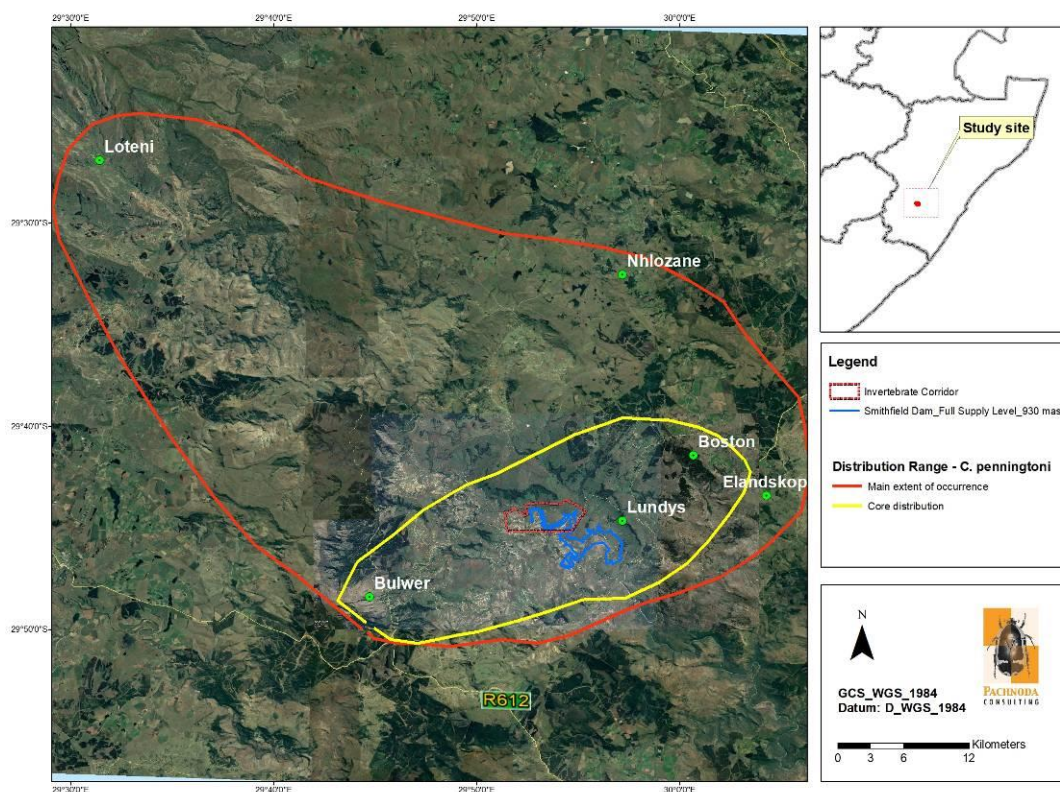 29°30'0"E
29°40'0"E
29°50'0"E
30°0'0"E
Loteni
Study site
29°30'0"S
Nhlozane
Legend
Invertebrate Corridor
Smithfield Dam_Full Supply Level_930 mas
29°40'0"S
Boston
Distribution Range - C. penningtoni
Elandskop
Main extent of occurrence
Lundys
Core distribution
Bulwer
29°50'0"S
N
GCS_WGS_1984
Datum: D_WGS_1984
PACHNODA
CONSULTING
R612
Kilometers
0 3 6 12
29°30'0"E
29°40'0"E
29°50'0"E
30°0'0"E